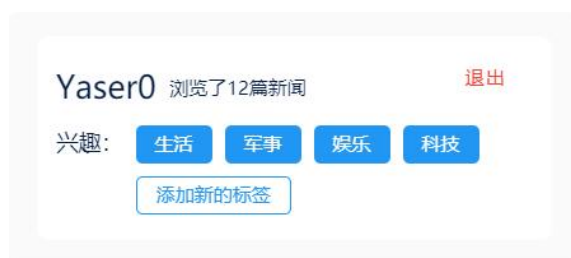 Yaser0 浏览了12篇新闻 退出
兴趣： 生活 军事 娱乐 科技
添加新的标签